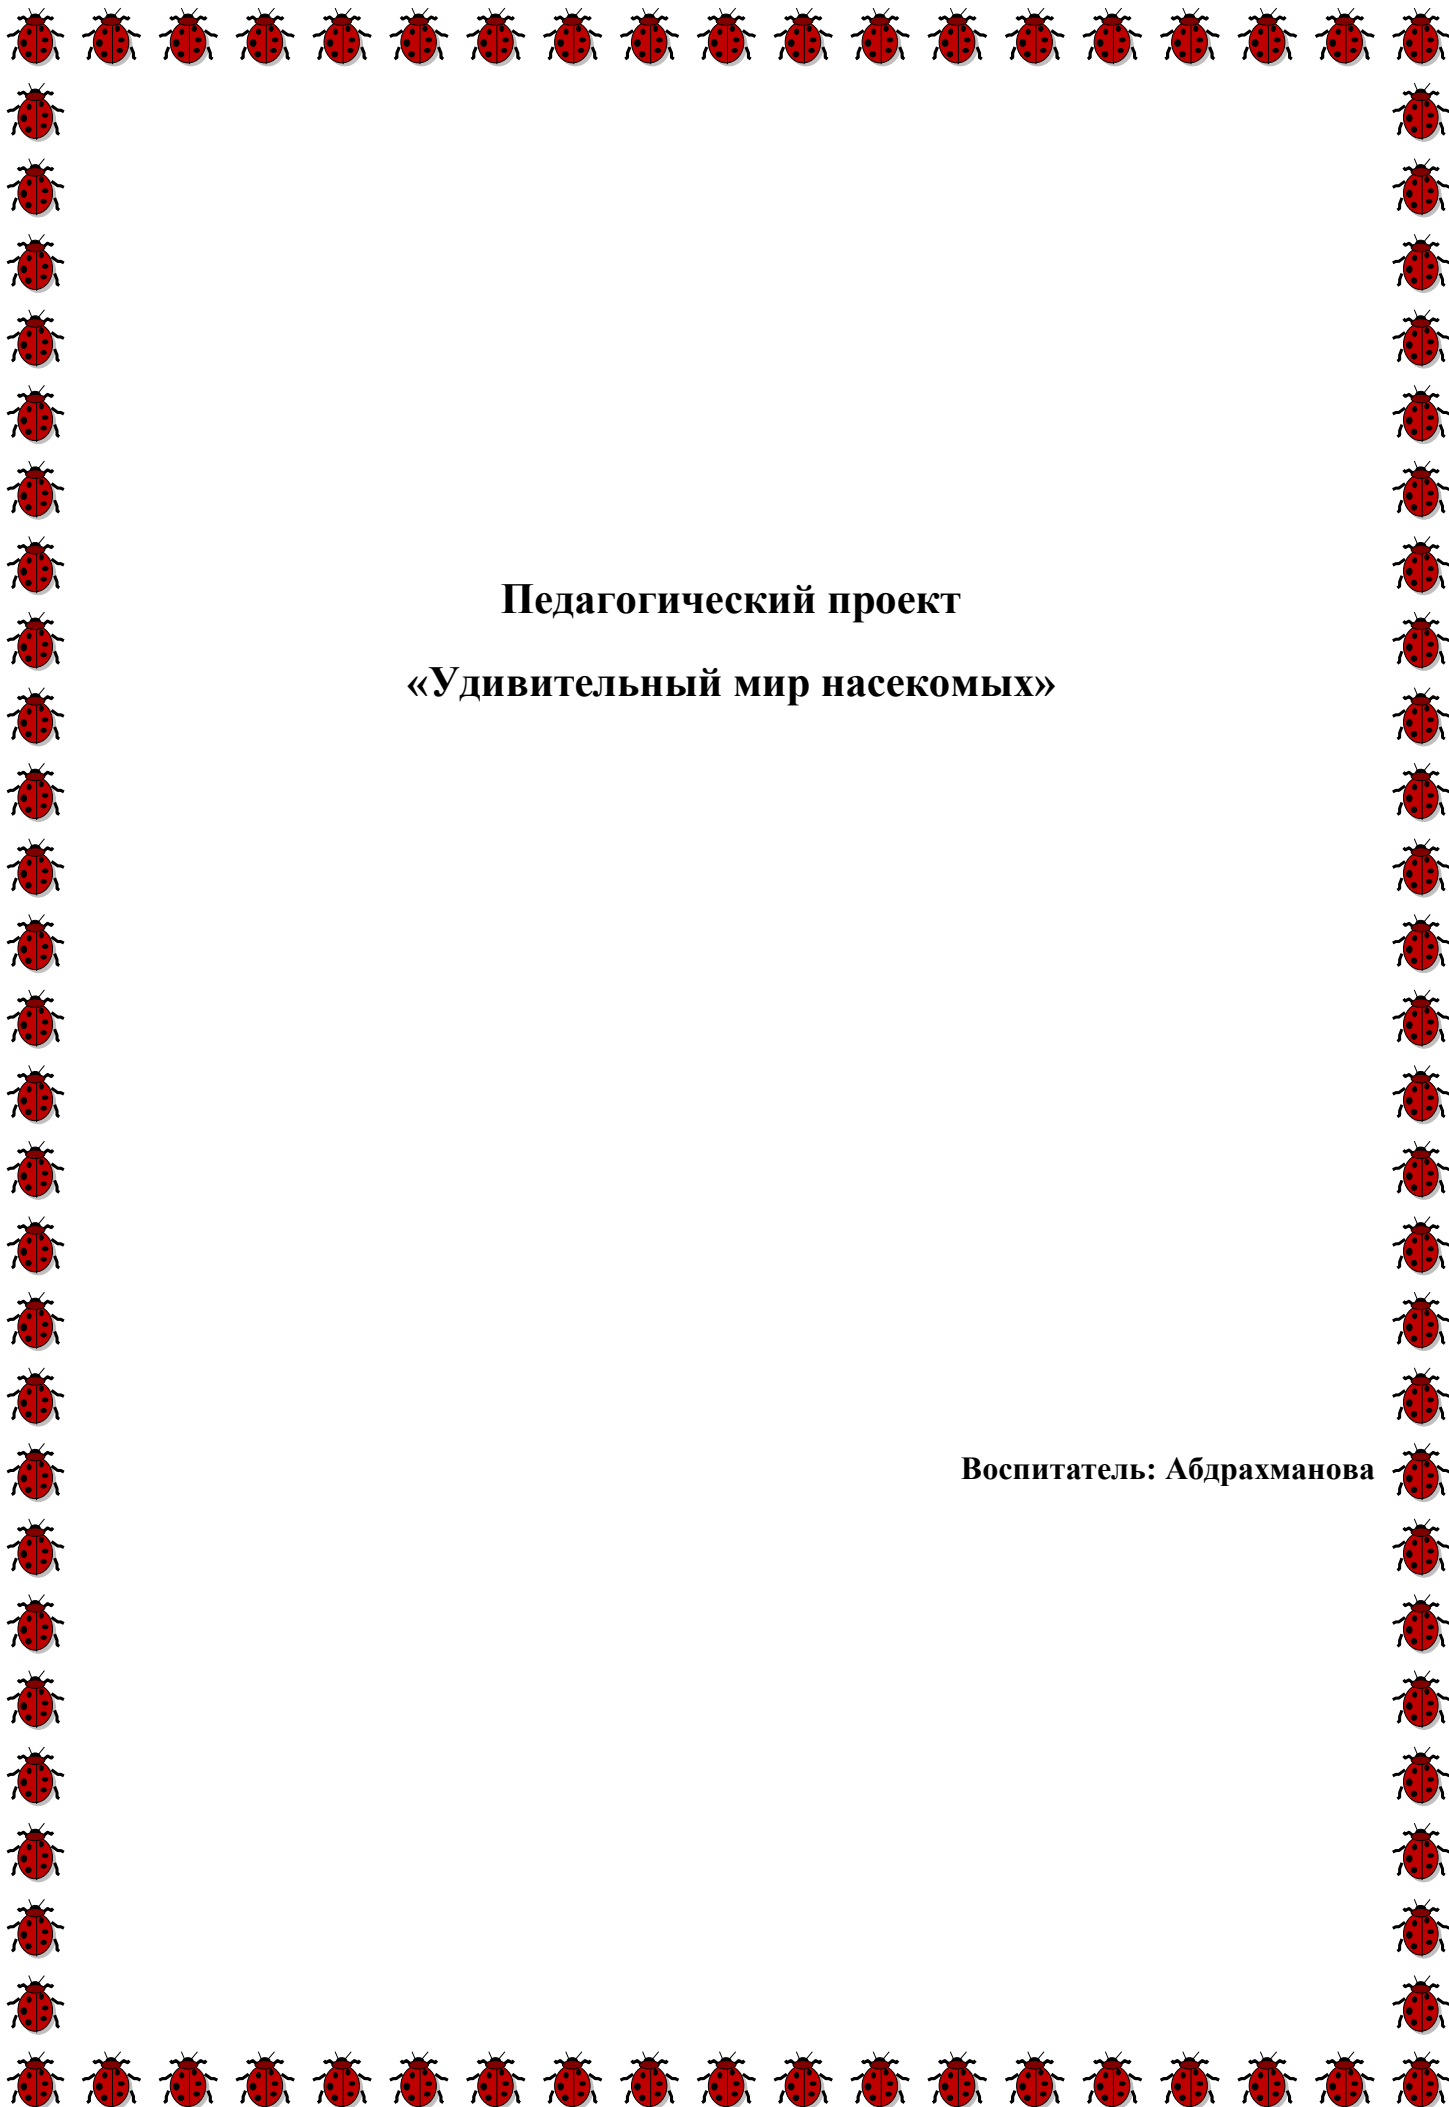 Педагогический проект
«Удивительный мир насекомых»
Воспитатель: Абдрахманова